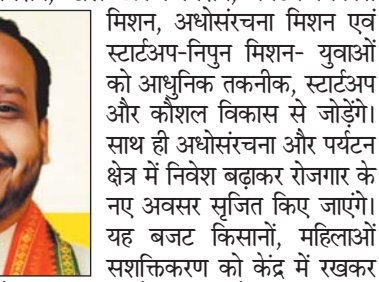 मिशन, अधोसंरचना मिशन एवं
स्टार्टअप-निपुन मिशन- युवाओं
को आधुनिक तकनीक, स्टार्टअप
और कौशल विकास से जोड़ेंगे।
साथ ही अधोसंरचना और पर्यटन
क्षेत्र में निवेश बढ़ाकर रोजगार के
नए अवसर सृजित किए जाएंगे।
यह बजट किसानों, महिलाओं
सशक्तिकरण को केंद्र में रखकर